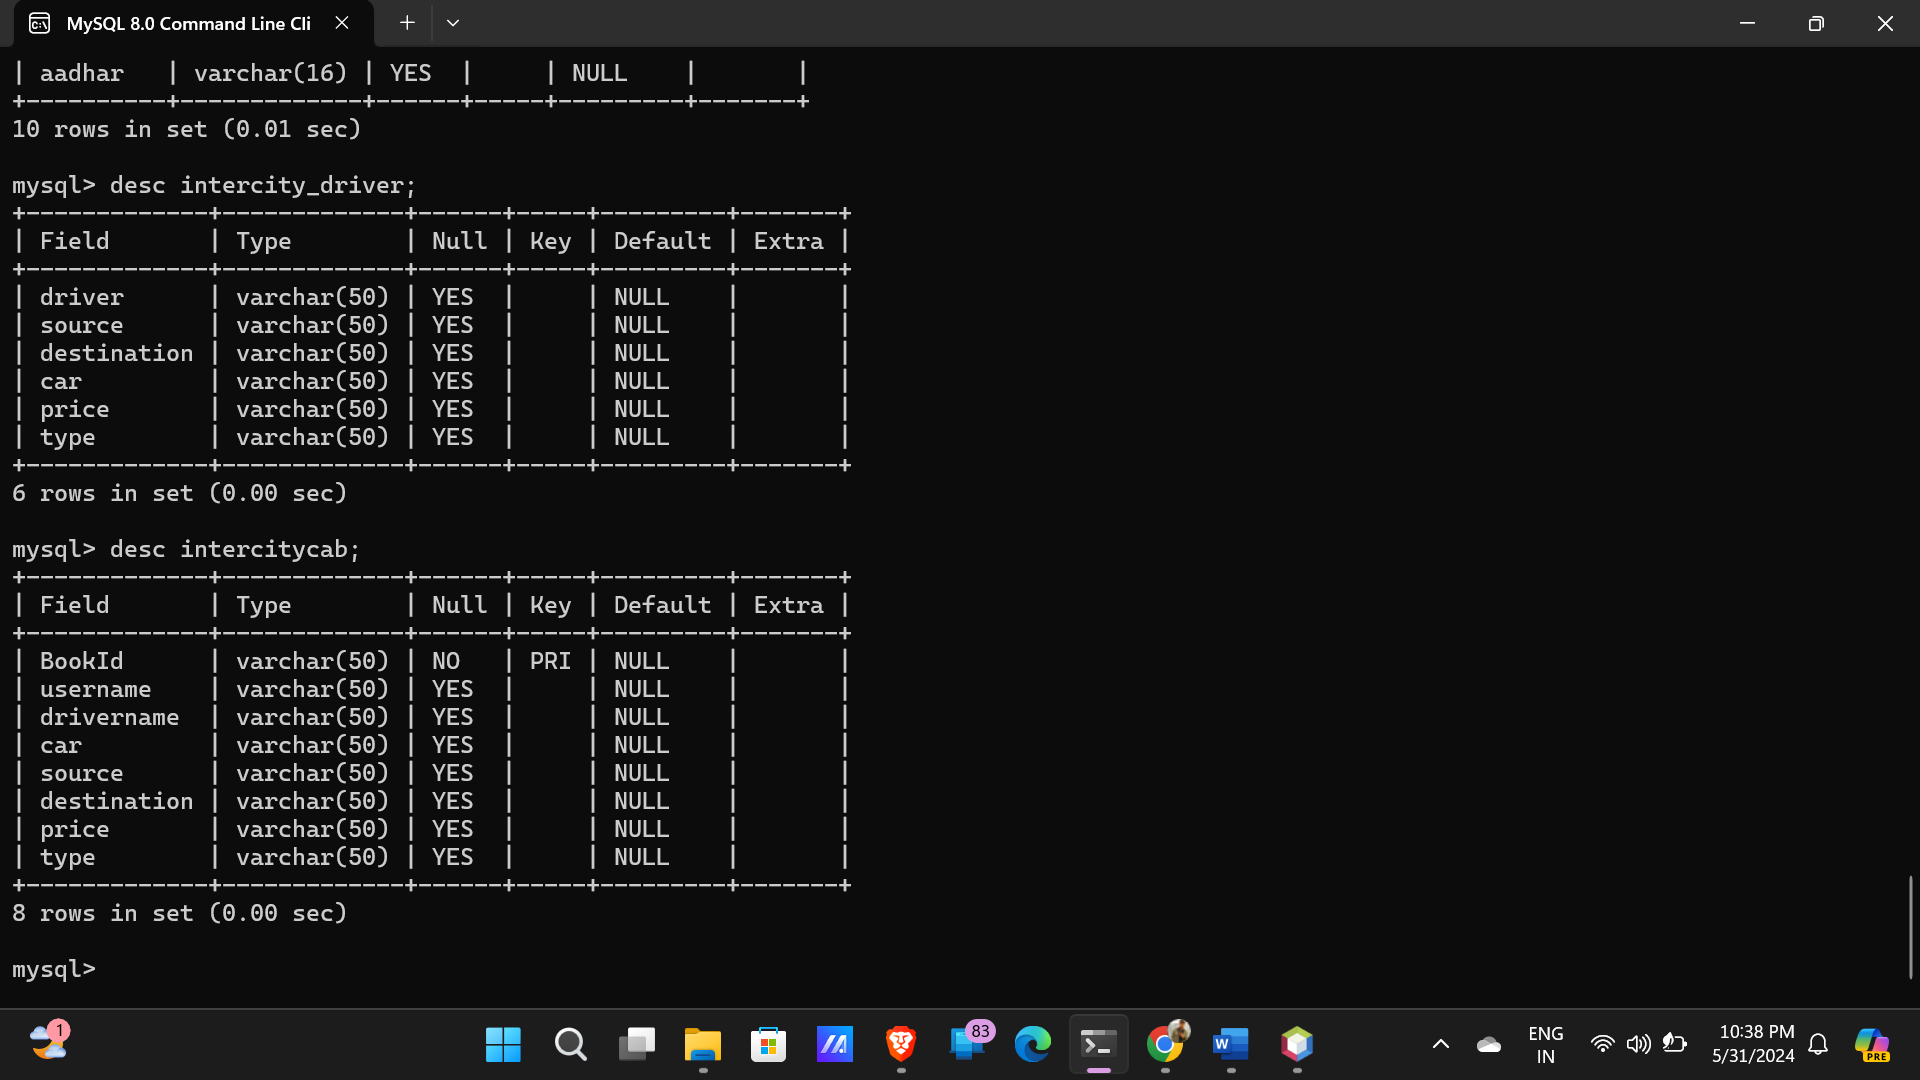 MySQL 8.0 Command Line Cli
| aadhar   | varchar(16) | YES  |     | NULL    |       |
+----------+-------------+------+-----+---------+-------+
10 rows in set (0.01 sec)
mysql> desc intercity_driver;
+-------------+-------------+------+-----+---------+-------+
| Field       | Type        | Null | Key | Default | Extra |
+-------------+-------------+------+-----+---------+-------+
| driver      | varchar(50) | YES  |     | NULL    |       |
| source      | varchar(50) | YES  |     | NULL    |       |
| destination | varchar(50) | YES  |     | NULL    |       |
| car         | varchar(50) | YES  |     | NULL    |       |
| price       | varchar(50) | YES  |     | NULL    |       |
| type        | varchar(50) | YES  |     | NULL    |       |
+-------------+-------------+------+-----+---------+-------+
6 rows in set (0.00 sec)
mysql> desc intercitycab;
+-------------+-------------+------+-----+---------+-------+
| Field       | Type        | Null | Key | Default | Extra |
+-------------+-------------+------+-----+---------+-------+
| BookId      | varchar(50) | NO   | PRI | NULL    |       |
| username    | varchar(50) | YES  |     | NULL    |       |
| drivername  | varchar(50) | YES  |     | NULL    |       |
| car         | varchar(50) | YES  |     | NULL    |       |
| source      | varchar(50) | YES  |     | NULL    |       |
| destination | varchar(50) | YES  |     | NULL    |       |
| price       | varchar(50) | YES  |     | NULL    |       |
| type        | varchar(50) | YES  |     | NULL    |       |
+-------------+-------------+------+-----+---------+-------+
8 rows in set (0.00 sec)
mysql>
1
83
W
ENG
IN
10:38 PM
5/31/2024
PRE